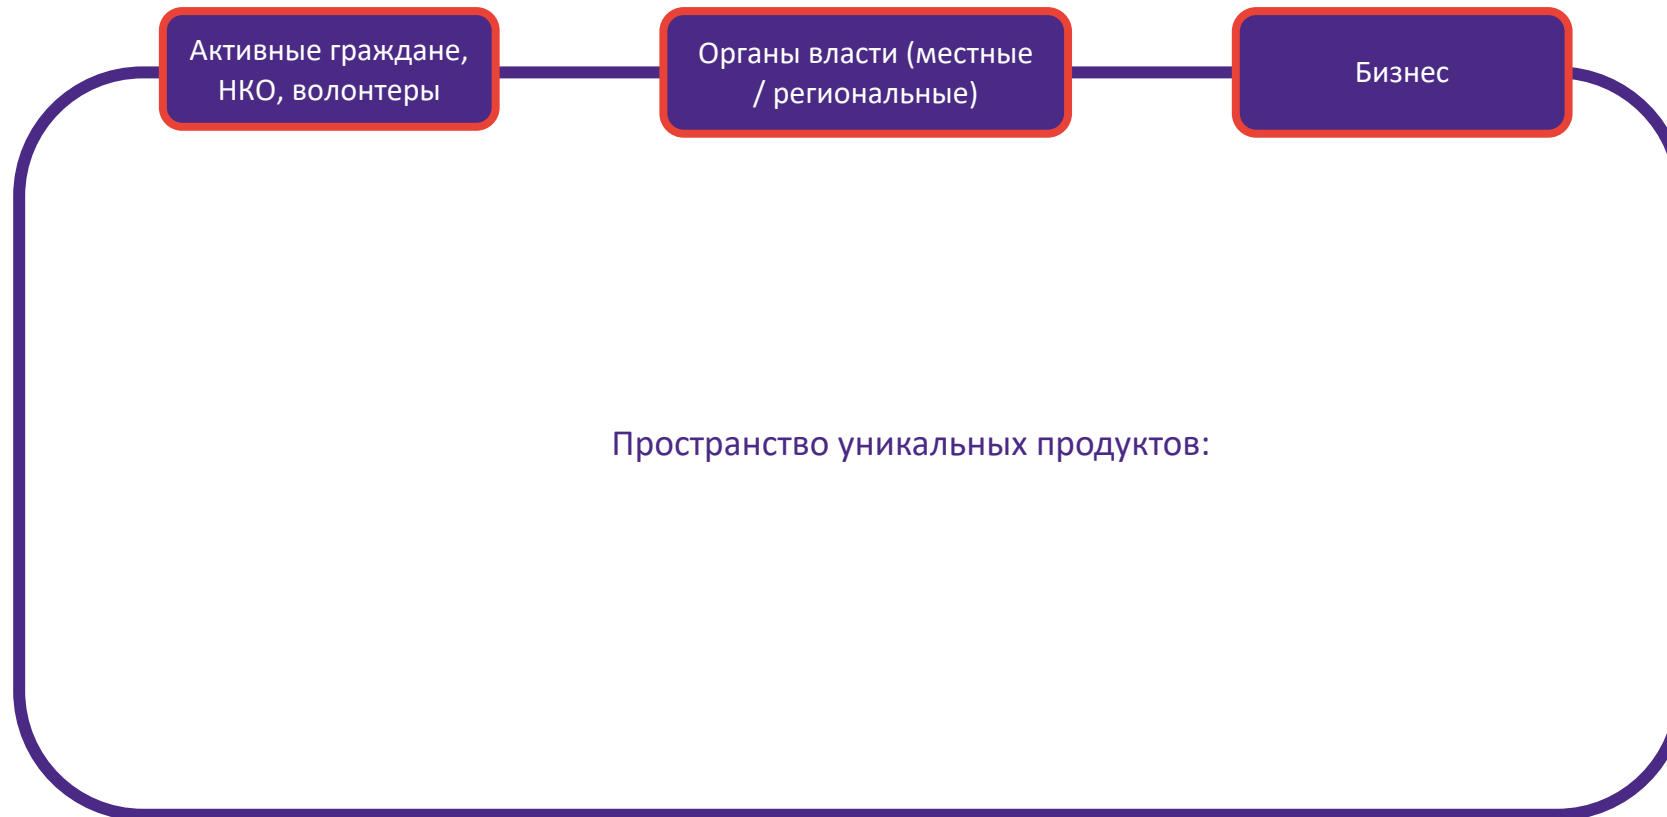 Активные граждане,
НКО, волонтеры
Органы власти (местные
/ региональные)
Бизнес
Пространство уникальных продуктов: